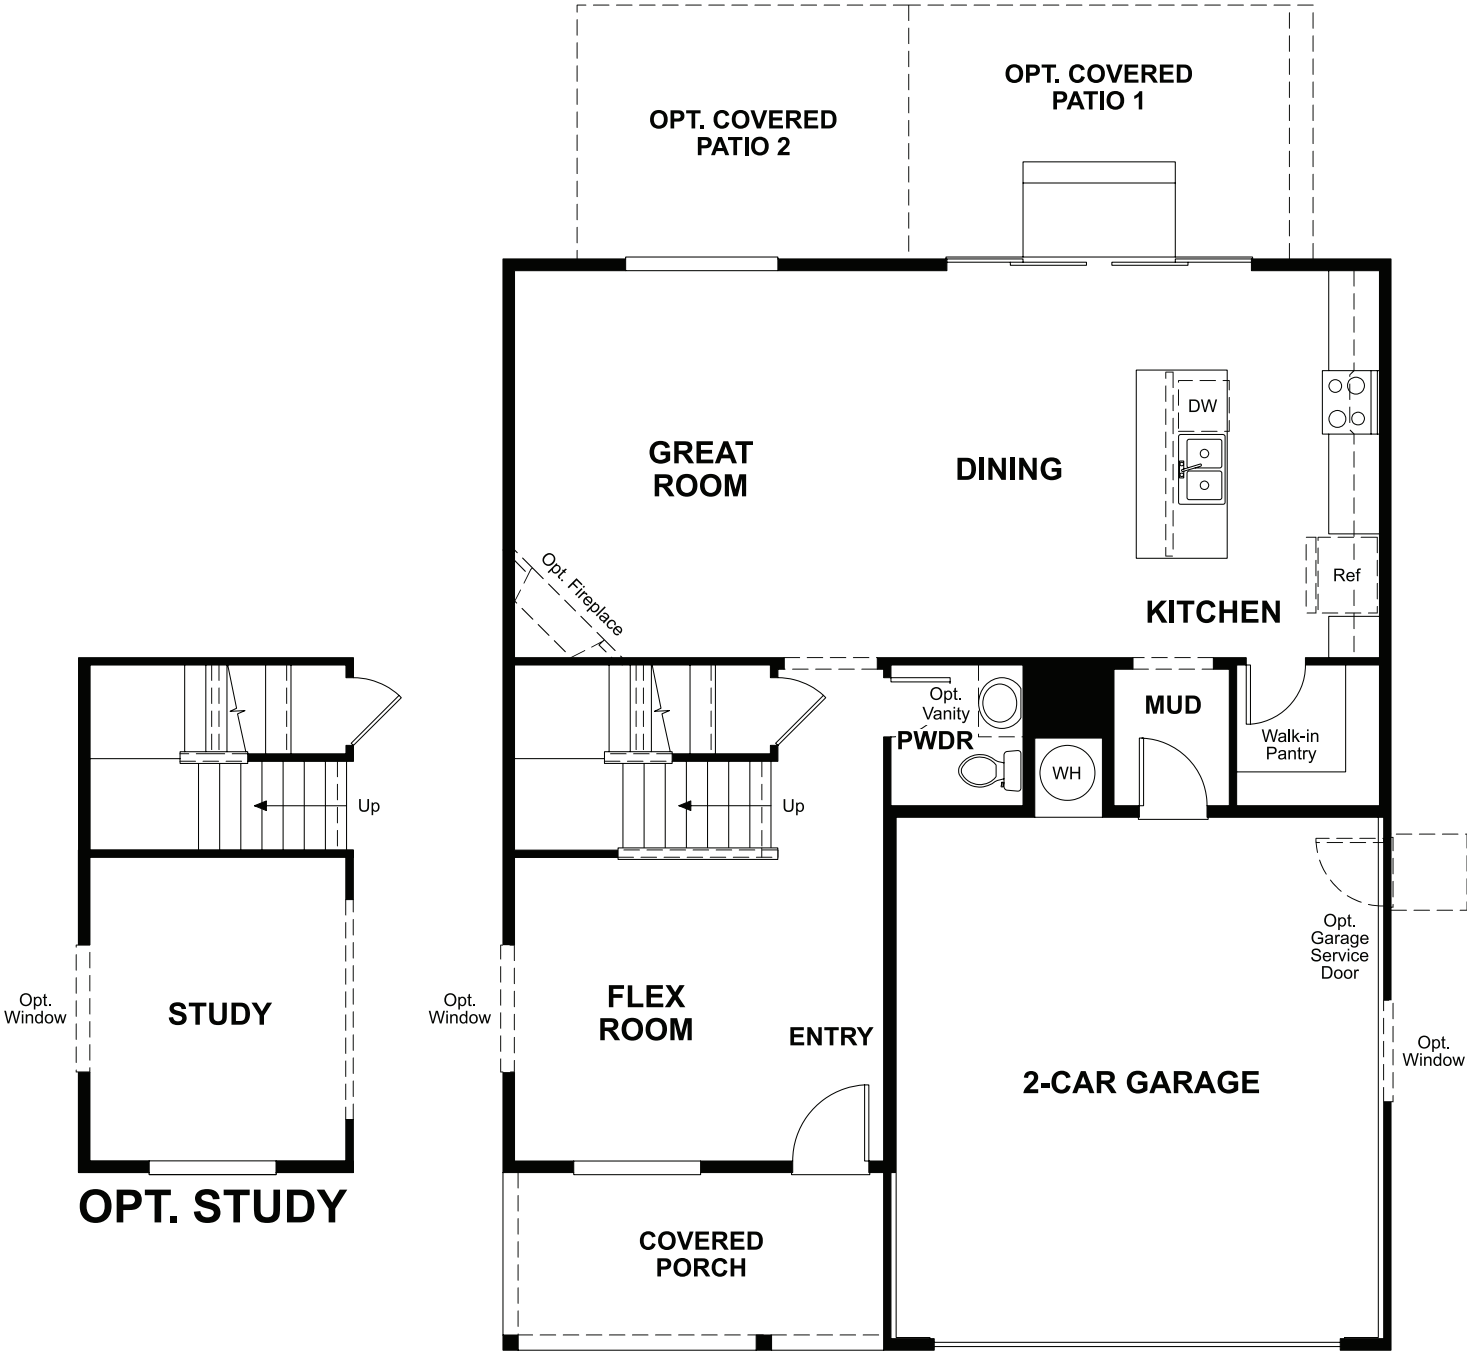 OPT. COVERED
PATIO 1
OPT. COVERED
PATIO 2
DW
GREAT
ROOM
DINING
Opt. Fireplace
Ref
KITCHEN
Opt.
Vanity
PWDR
MUD
Walk-in
Pantry
WH
Up
Up
Opt.
Garage
Service
Door
Opt.
Window
STUDY
Opt.
Window
FLEX
ROOM
ENTRY
Opt.
Window
2-CAR GARAGE
OPT. STUDY
COVERED
PORCH